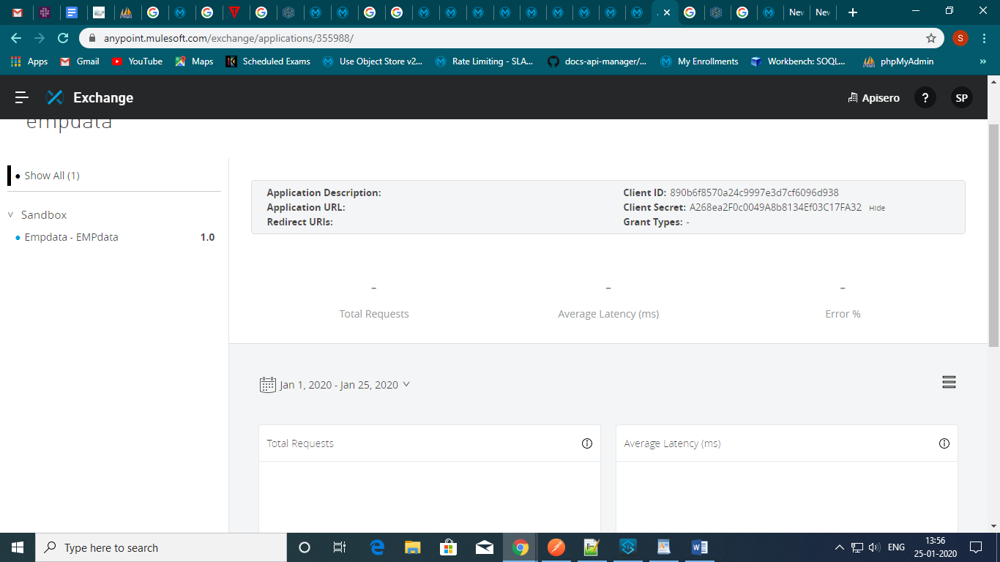 New
New
anypoint.mulesoft.com/exchange/applications/355988/
S
Apps
Gmail
YouTube
Maps
Scheduled Exams
Use Object Store v2...
Rate Limiting - SLA...
docs-api-manager/...
My Enrollments
Workbench: SOQL...
phpMyAdmin
»
Exchange
Apisero
?
SP
empdata
Show All (1)
Sandbox
Empdata - EMPdata 1.0
Application Description:
Application URL:
Redirect URIs:
Client ID: 890b6f8570a24c9997e3d7cf6096d938
Client Secret: A268ea2F0c0049A8b8134Ef03C17FA32 Hide
Grant Types: -
- - -
Total Requests
Average Latency (ms)
Error %
Jan 1, 2020 - Jan 25, 2020
Total Requests
Average Latency (ms)
Type here to search
ENG
13:56
25-01-2020